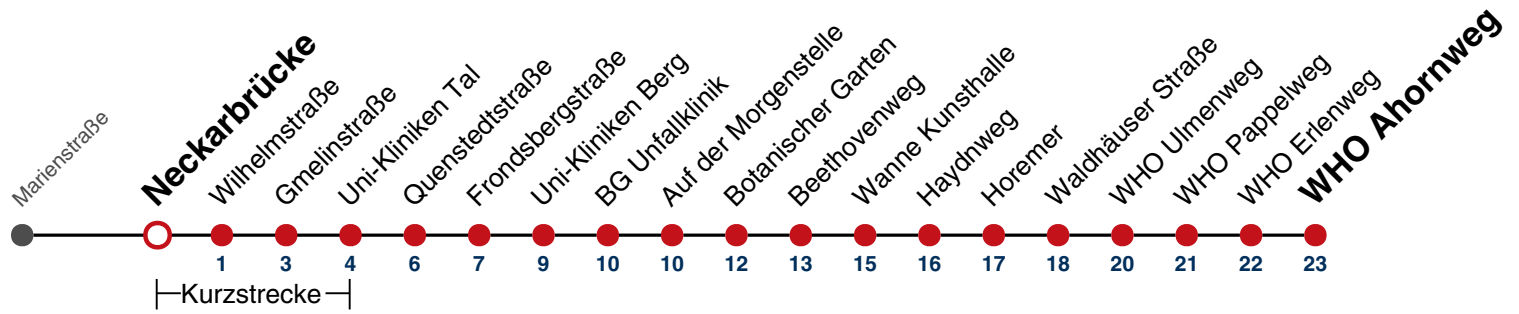 Marienstraße
Neckarbrücke
Wilhelmstraße
Gmelinstraße
Uni-Kliniken Tal
Quenstedtstraße
Frondsbergstraße
Uni-Kliniken Berg
BG Unfallklinik
Auf der Morgenstelle
Botanischer Garten
Beethovenweg
Wanne Kunsthalle
Haydnweg
Horemer
Waldhäuser Straße
WHO Ulmenweg
WHO Pappelweg
WHO Erlenweg
WHO Ahornweg
1 3 4 6 7 9 10 10 12 13 15 16 17 18 20 21 22 23
Kurzstrecke